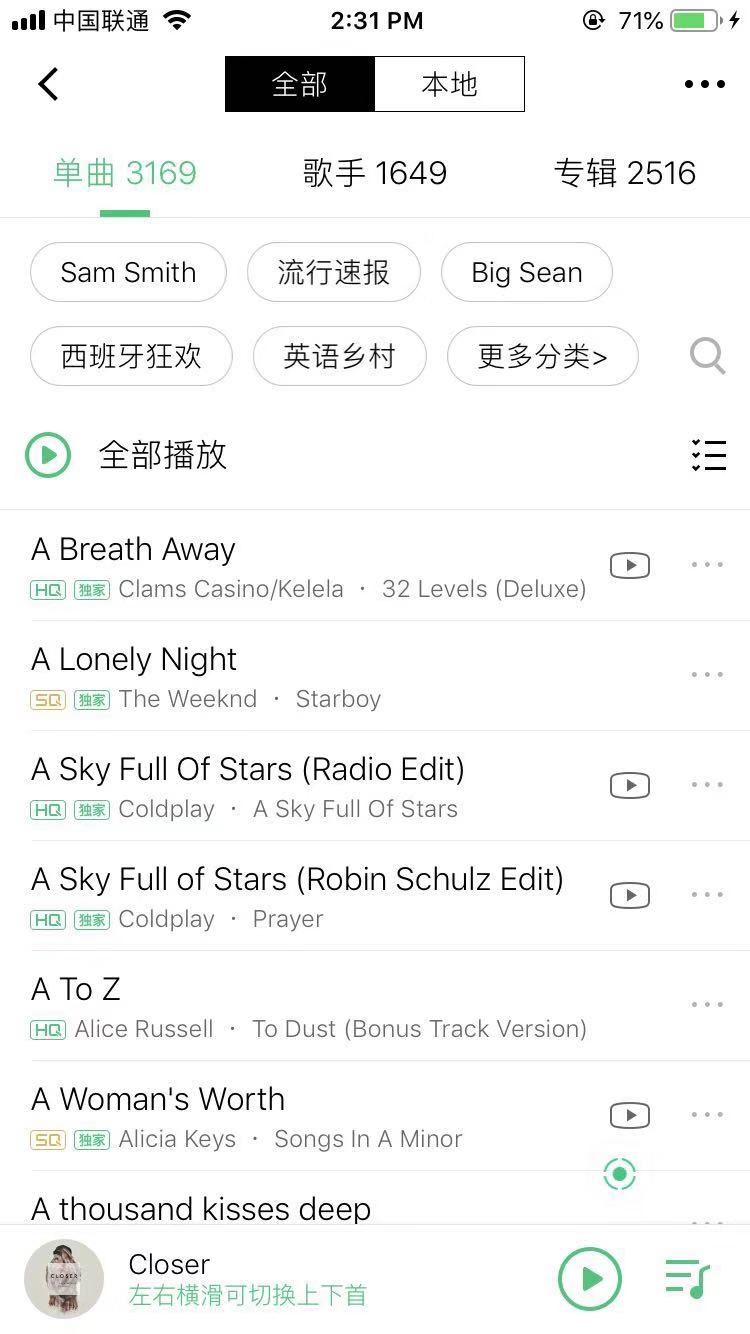 中国联通 2:31 PM 71%
全部 本地
单曲 3169 歌手 1649 专辑 2516
Sam Smith 流行速报 Big Sean
西班牙狂欢 英语乡村 更多分类>
全部播放
A Breath Away
HQ 独家 Clams Casino/Kelela · 32 Levels (Deluxe)
A Lonely Night
SQ 独家 The Weeknd · Starboy
A Sky Full Of Stars (Radio Edit)
HQ 独家 Coldplay · A Sky Full Of Stars
A Sky Full of Stars (Robin Schulz Edit)
HQ 独家 Coldplay · Prayer
A To Z
HQ Alice Russell · To Dust (Bonus Track Version)
A Woman's Worth
SQ 独家 Alicia Keys · Songs In A Minor
A thousand kisses deep
CLOSER
Closer
左右横滑可切换上下首